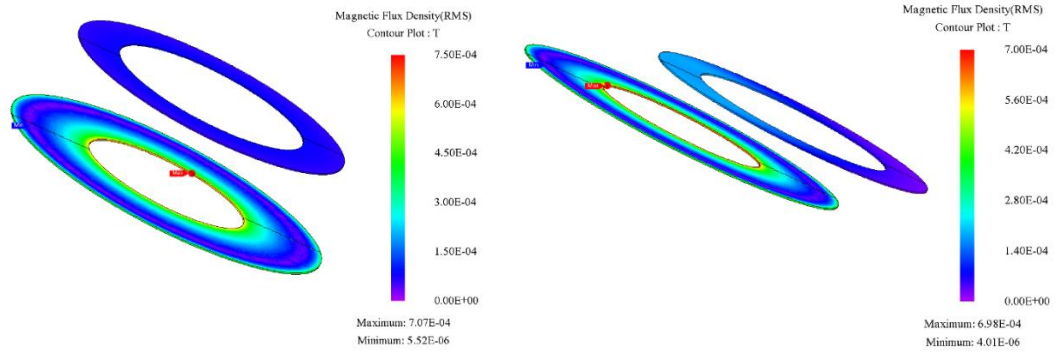 Magnetic Flux Density(RMS)
Contour Plot : T
7.50E-04
6.00E-04
4.50E-04
3.00E-04
1.50E-04
0.00E+00
Maximum: 7.07E-04
Minimum: 5.52E-06
Max
Magnetic Flux Density(RMS)
Contour Plot : T
7.00E-04
5.60E-04
4.20E-04
2.80E-04
1.40E-04
0.00E+00
Maximum: 6.98E-04
Minimum: 4.01E-06
Min
Max